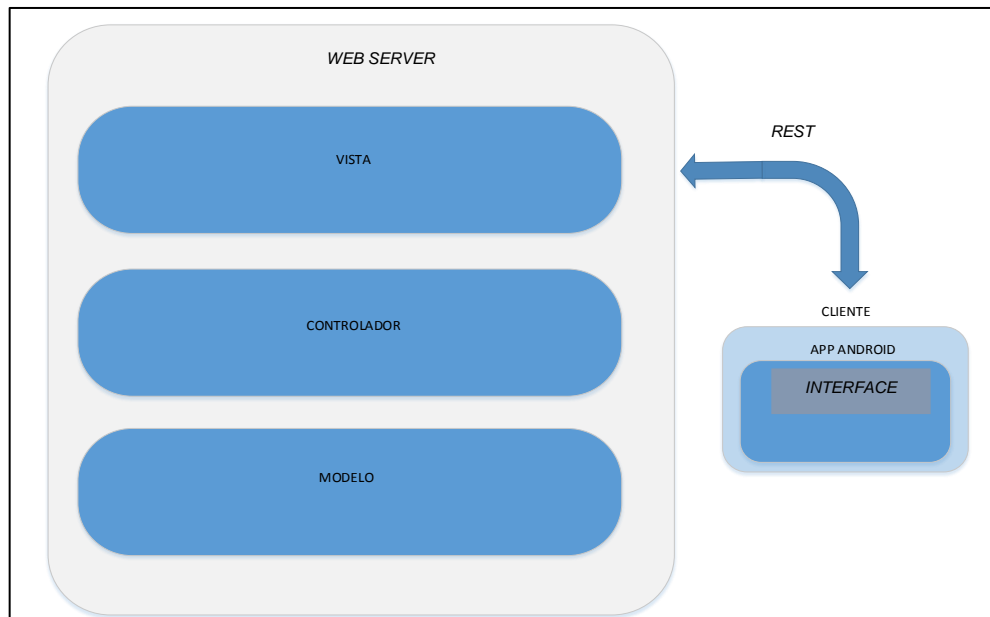 WEB SERVER
VISTA
CONTROLADOR
MODELO
REST
CLIENTE
APP ANDROID
INTERFACE